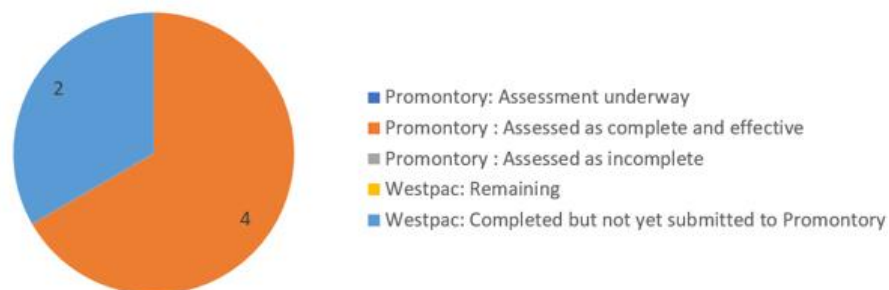 2
4
Promontory: Assessment underway
Promontory : Assessed as complete and effective
Promontory : Assessed as incomplete
Westpac: Remaining
Westpac: Completed but not yet submitted to Promontory